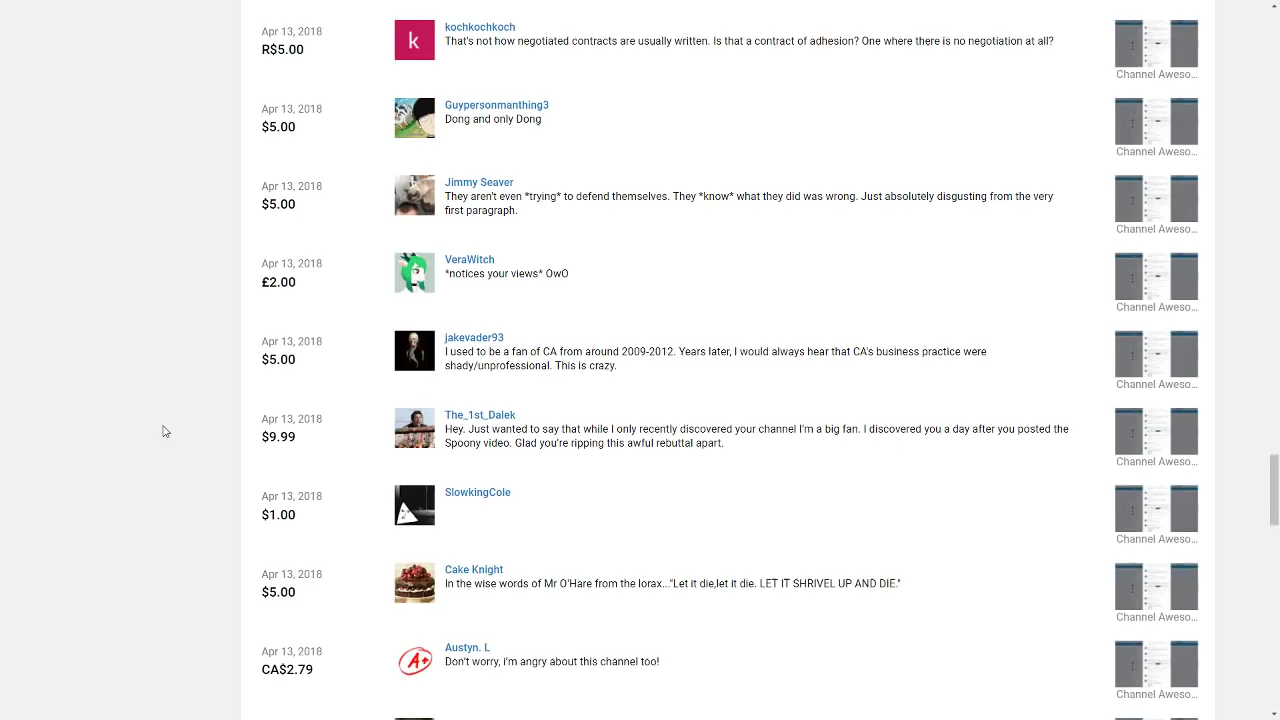 Apr 13, 2018
R$5.00
k
kochkochkoch
That's not how contracts work. Contracts are usually written to be a contract of adhesion? Or in case there is no negotiation at all?
Channel Aweso...
Apr 13, 2018
$5.00
Guypersonmanthing3
Dong and only Dong
Channel Aweso...
Apr 13, 2018
$5.00
Jimmy Seaver
They aren't even "trying" to defend themselves. They *know* what they did was wrong. Just absolutely disgusting from the very
first paragraph.
Channel Aweso...
Apr 13, 2018
£2.00
VeraWitch
*notices your views* OwO
Channel Aweso...
Apr 13, 2018
$5.00
jakevader93
I used to be a fan of CA from around 2009-2012. Years later, I would always hear that CA's business practice were
shady/unprofessional. This is crazy.
Channel Aweso...
Apr 13, 2018
$9.99
The_1st_Dalek
Hey just wanted to say that while I only recently discovered your channel I'm a big fan. I discovered you a day after you posted the
apology video. Glad you're ripping this awful rebuttal apart.
Channel Aweso...
Apr 13, 2018
$1.00
SlowkingCole
Channel Aweso...
Apr 13, 2018
$5.00
Cake Knight
In the wise words of Mr O'Hare from the lorax..."Let it die, let it die. LET IT SHRIVEL UP AND DIE."
Channel Aweso...
Apr 13, 2018
CA$2.79
A+
Austyn. L
Don't worry, I'm mad about this response too!
Channel Aweso...